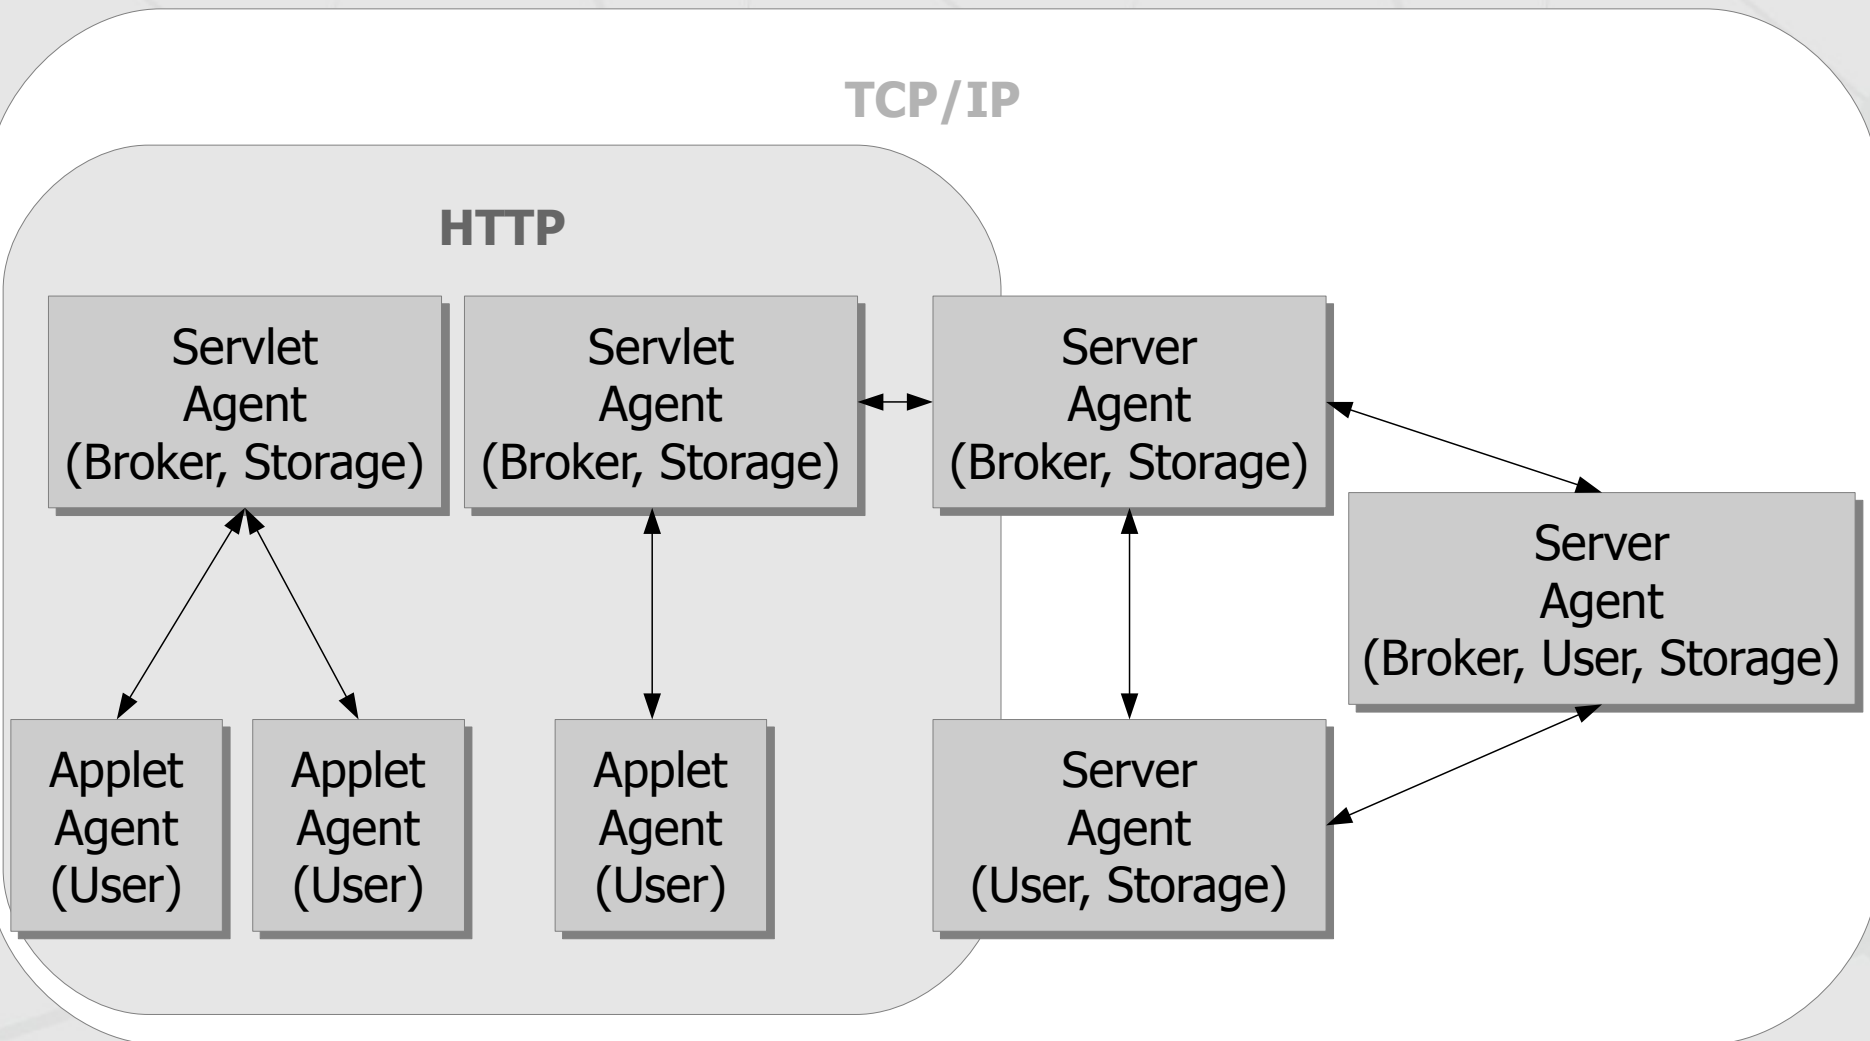 TCP/IP
HTTP
Servlet
Agent
(Broker, Storage)
Servlet
Agent
(Broker, Storage)
Server
Agent
(Broker, Storage)
Server
Agent
(Broker, User, Storage)
Applet
Agent
(User)
Applet
Agent
(User)
Applet
Agent
(User)
Server
Agent
(User, Storage)